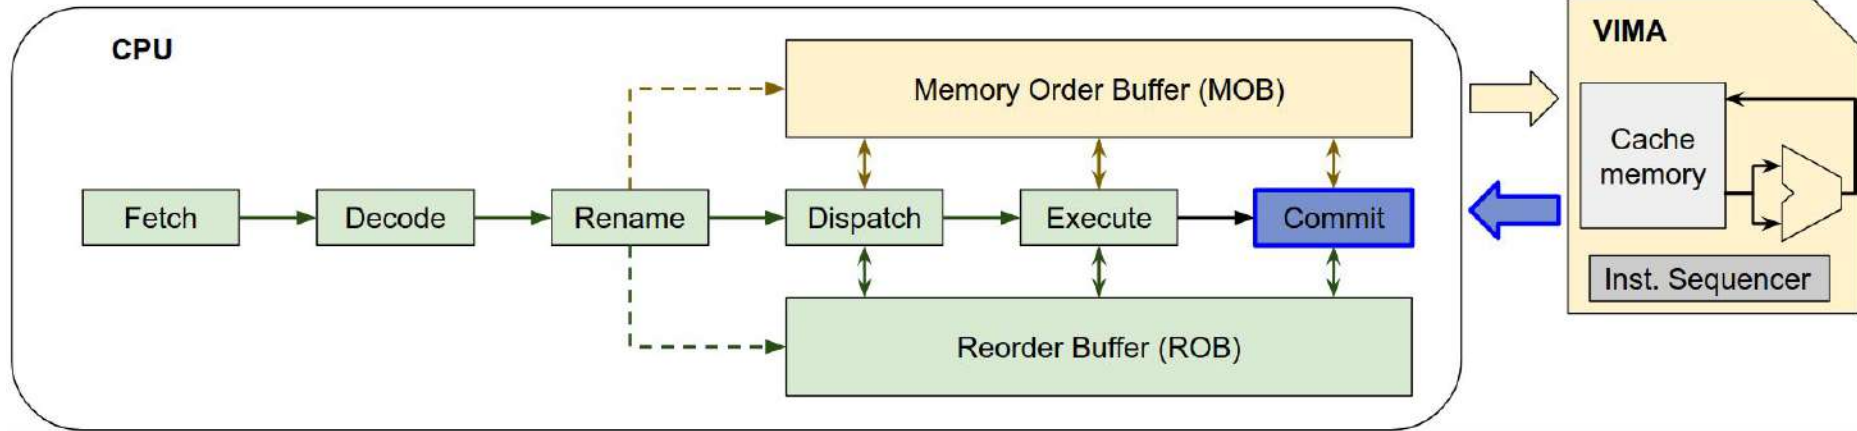 CPU
VIMA
Memory Order Buffer (MOB)
Cache
memory
Fetch
Decode
Rename
Dispatch
Execute
Commit
Inst. Sequencer
Reorder Buffer (ROB)